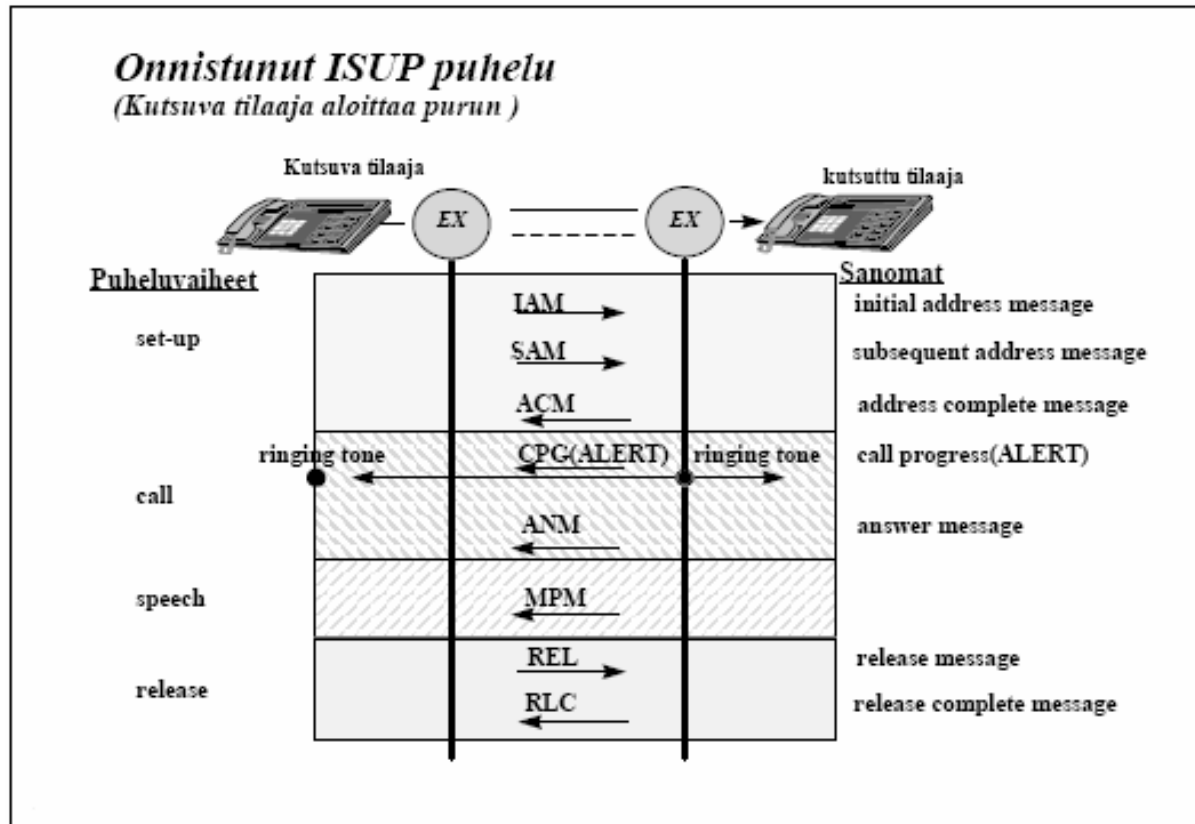 Onnistunut ISUP puhelu
(Kutsuva tilaaja aloittaa purun )
Kutsuva tilaaja
kutsuttu tilaaja
EX
EX
Puheluvaiheet
Sanomat
set-up
IAM
initial address message
SAM
subsequent address message
ACM
address complete message
ringing tone
CPG(ALERT)
ringing tone
call progress(ALERT)
call
ANM
answer message
speech
MPM
REL
release message
release
RLC
release complete message